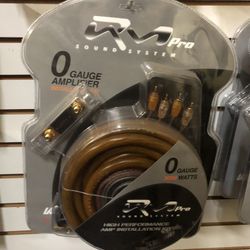 RM Pro
SOUND SYSTEM
0 GAUGE
AMPLIFIER
0 GAUGE
WATTS
RM Pro
SOUND SYSTEM
HIGH PERFORMANCE
AMP INSTALLATION KIT